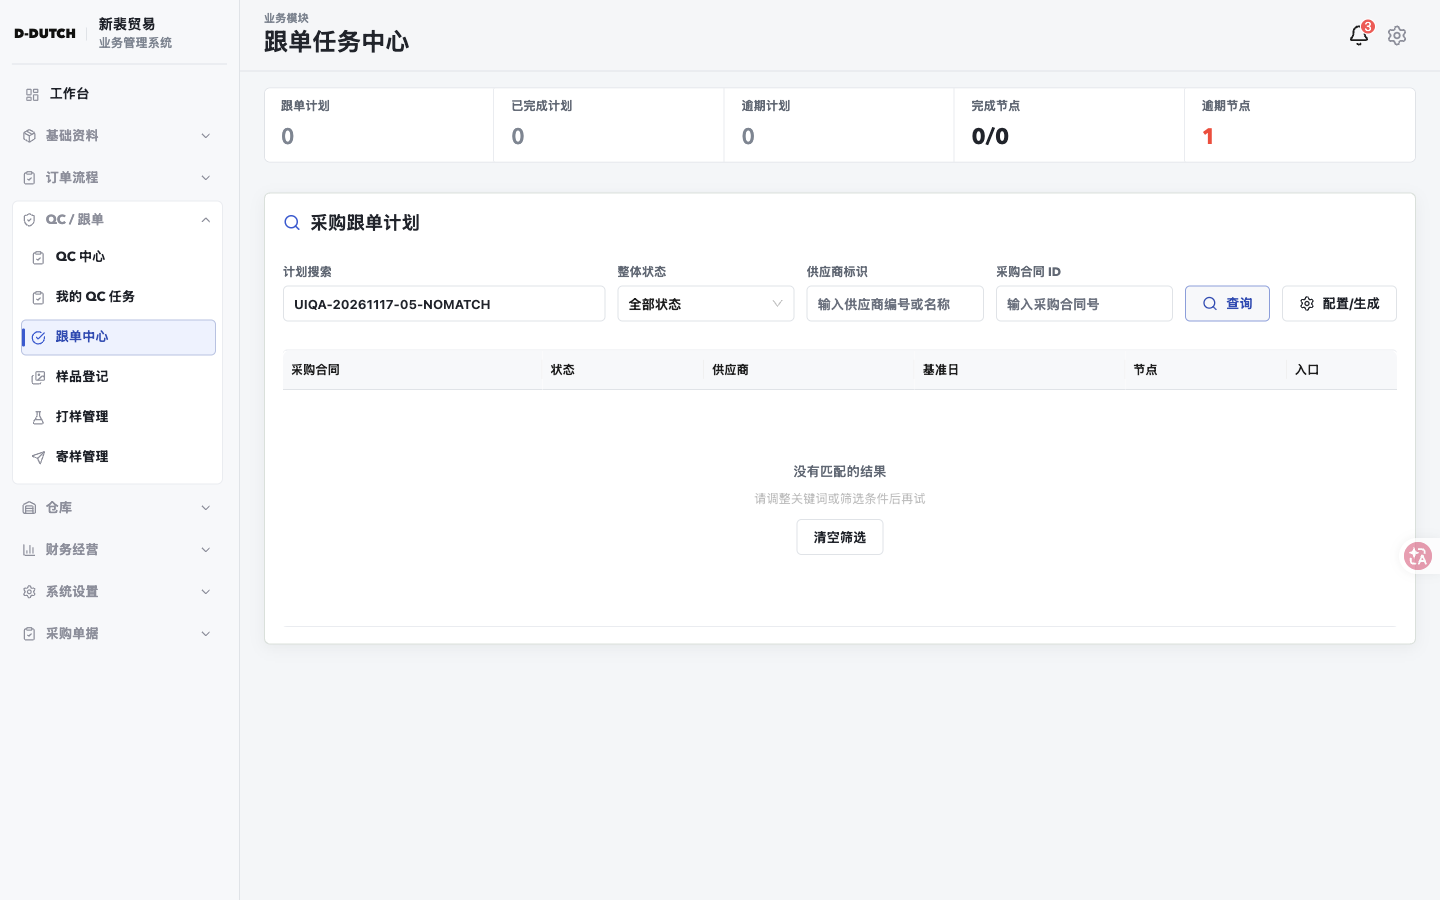 D-DUTCH
新裴贸易
业务管理系统
工作台
基础资料
订单流程
QC / 跟单
QC 中心
我的 QC 任务
跟单中心
样品登记
打样管理
寄样管理
仓库
财务经营
系统设置
采购单据
业务模块
跟单任务中心
3
跟单计划
0
已完成计划
0
逾期计划
0
完成节点
0/0
逾期节点
1
采购跟单计划
计划搜索
UIQA-20261117-05-NOMATCH
整体状态
全部状态
供应商标识
输入供应商编号或名称
采购合同 ID
输入采购合同号
查询
配置/生成
采购合同
状态
供应商
基准日
节点
入口
没有匹配的结果
请调整关键词或筛选条件后再试
清空筛选